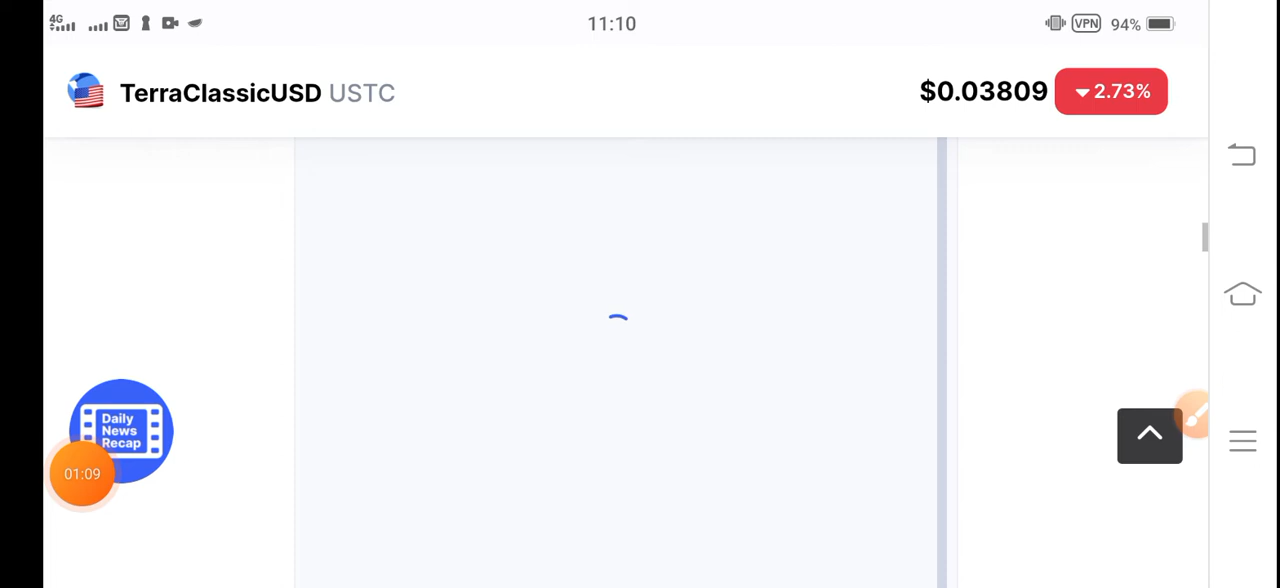 4G 11:10 VPN 94%
TerraClassicUSD USTC $0.03809 2.73%
Daily
News
Recap
01:09